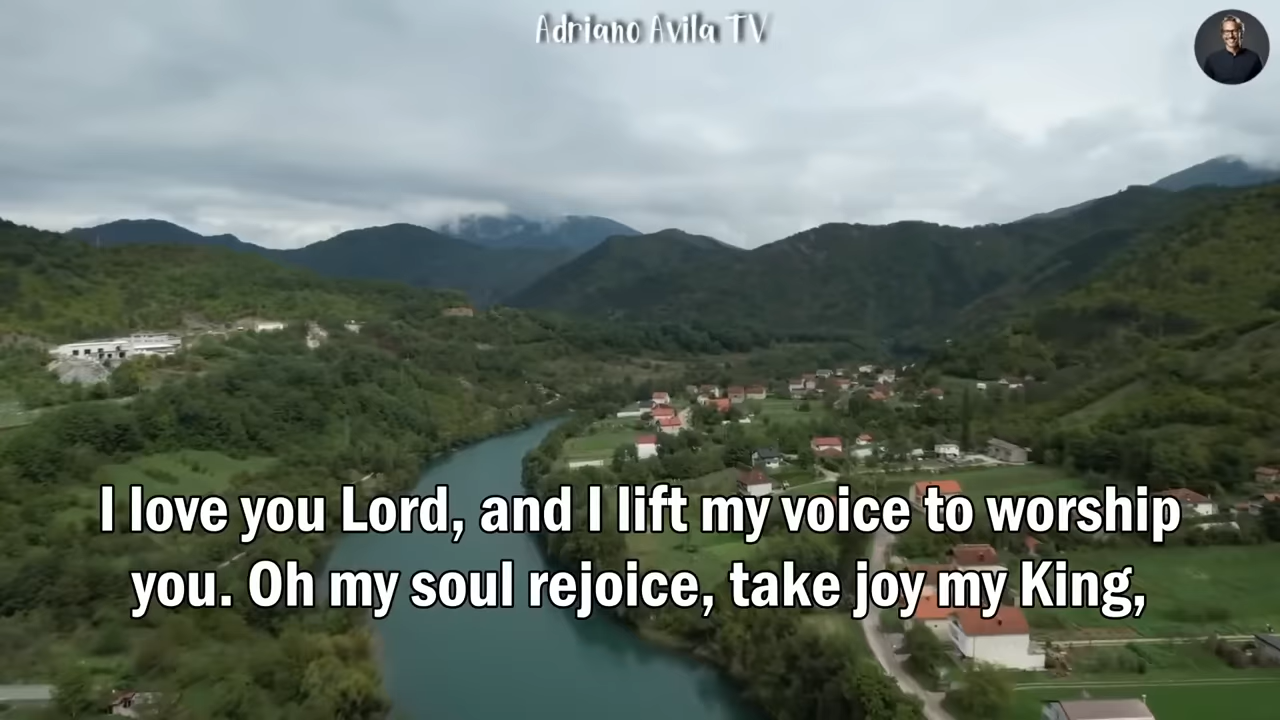 Adriano Avila TV
I love you Lord, and I lift my voice to worship
you. Oh my soul rejoice, take joy my King,